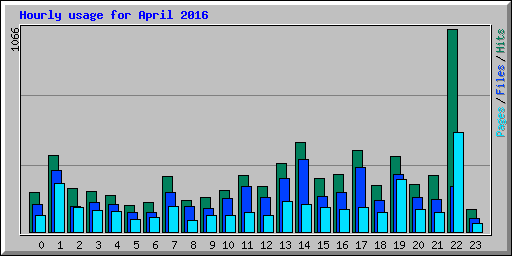 Hourly usage for April 2016
1066
Pages / Files / Hits
0 1 2 3 4 5 6 7 8 9 10 11 12 13 14 15 16 17 18 19 20 21 22 23